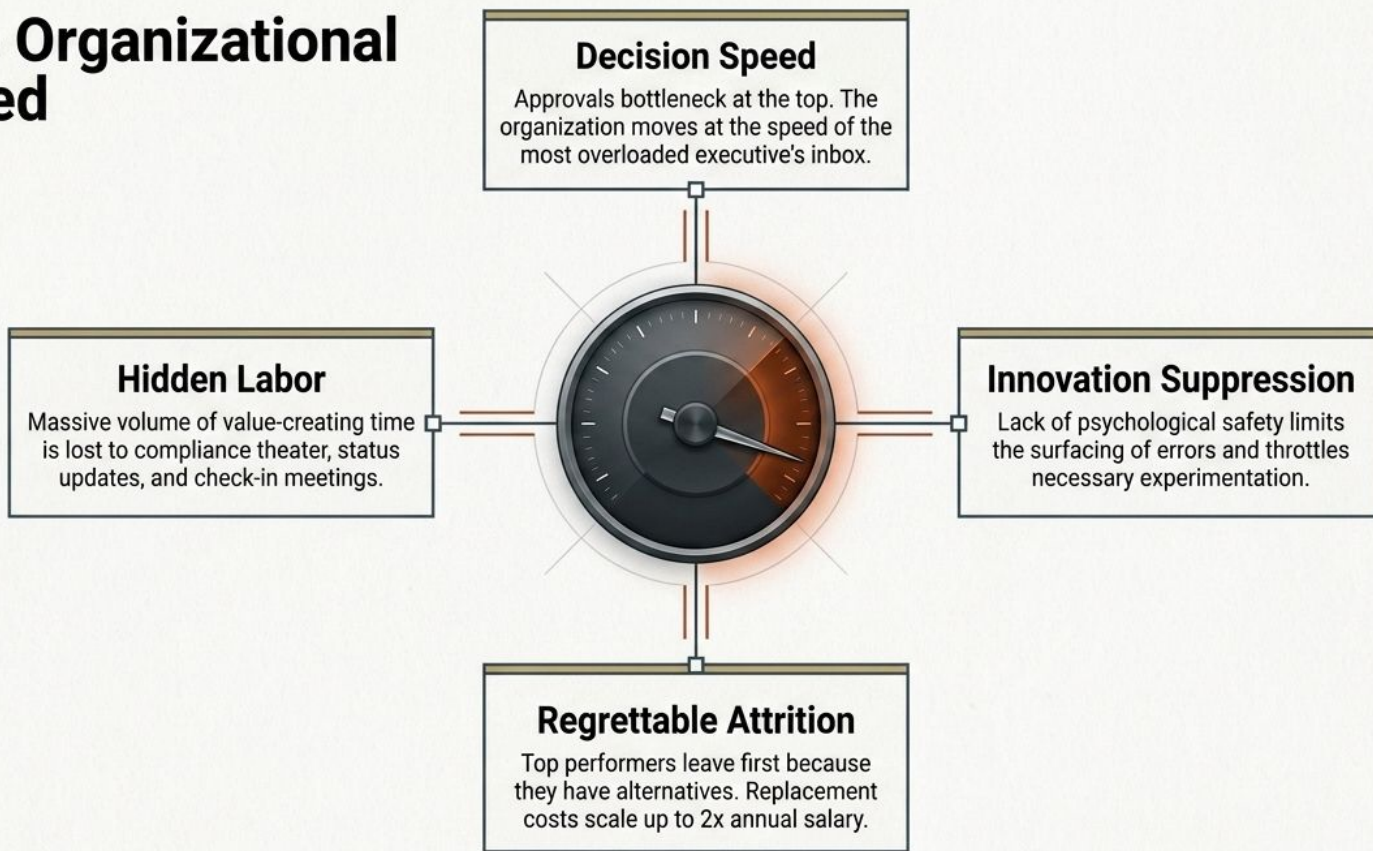 Organizational
ed
Decision Speed
Approvals bottleneck at the top. The
organization moves at the speed of the
most overloaded executive's inbox.
Hidden Labor
Massive volume of value-creating time
is lost to compliance theater, status
updates, and check-in meetings.
Innovation Suppression
Lack of psychological safety limits
the surfacing of errors and throttles
necessary experimentation.
Regrettable Attrition
Top performers leave first because
they have alternatives. Replacement
costs scale up to 2x annual salary.